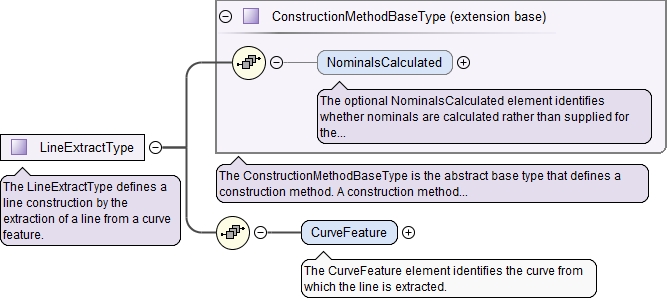 ConstructionMethodBaseType (extension base)
NominalsCalculated
The optional NominalsCalculated element identifies
whether nominals are calculated rather than supplied for
the...
LineExtractType
The LineExtractType defines a
line construction by the
extraction of a line from a curve
feature.
The ConstructionMethodBaseType is the abstract base type that defines a
construction method. A construction method...
CurveFeature
The CurveFeature element identifies the curve from
which the line is extracted.